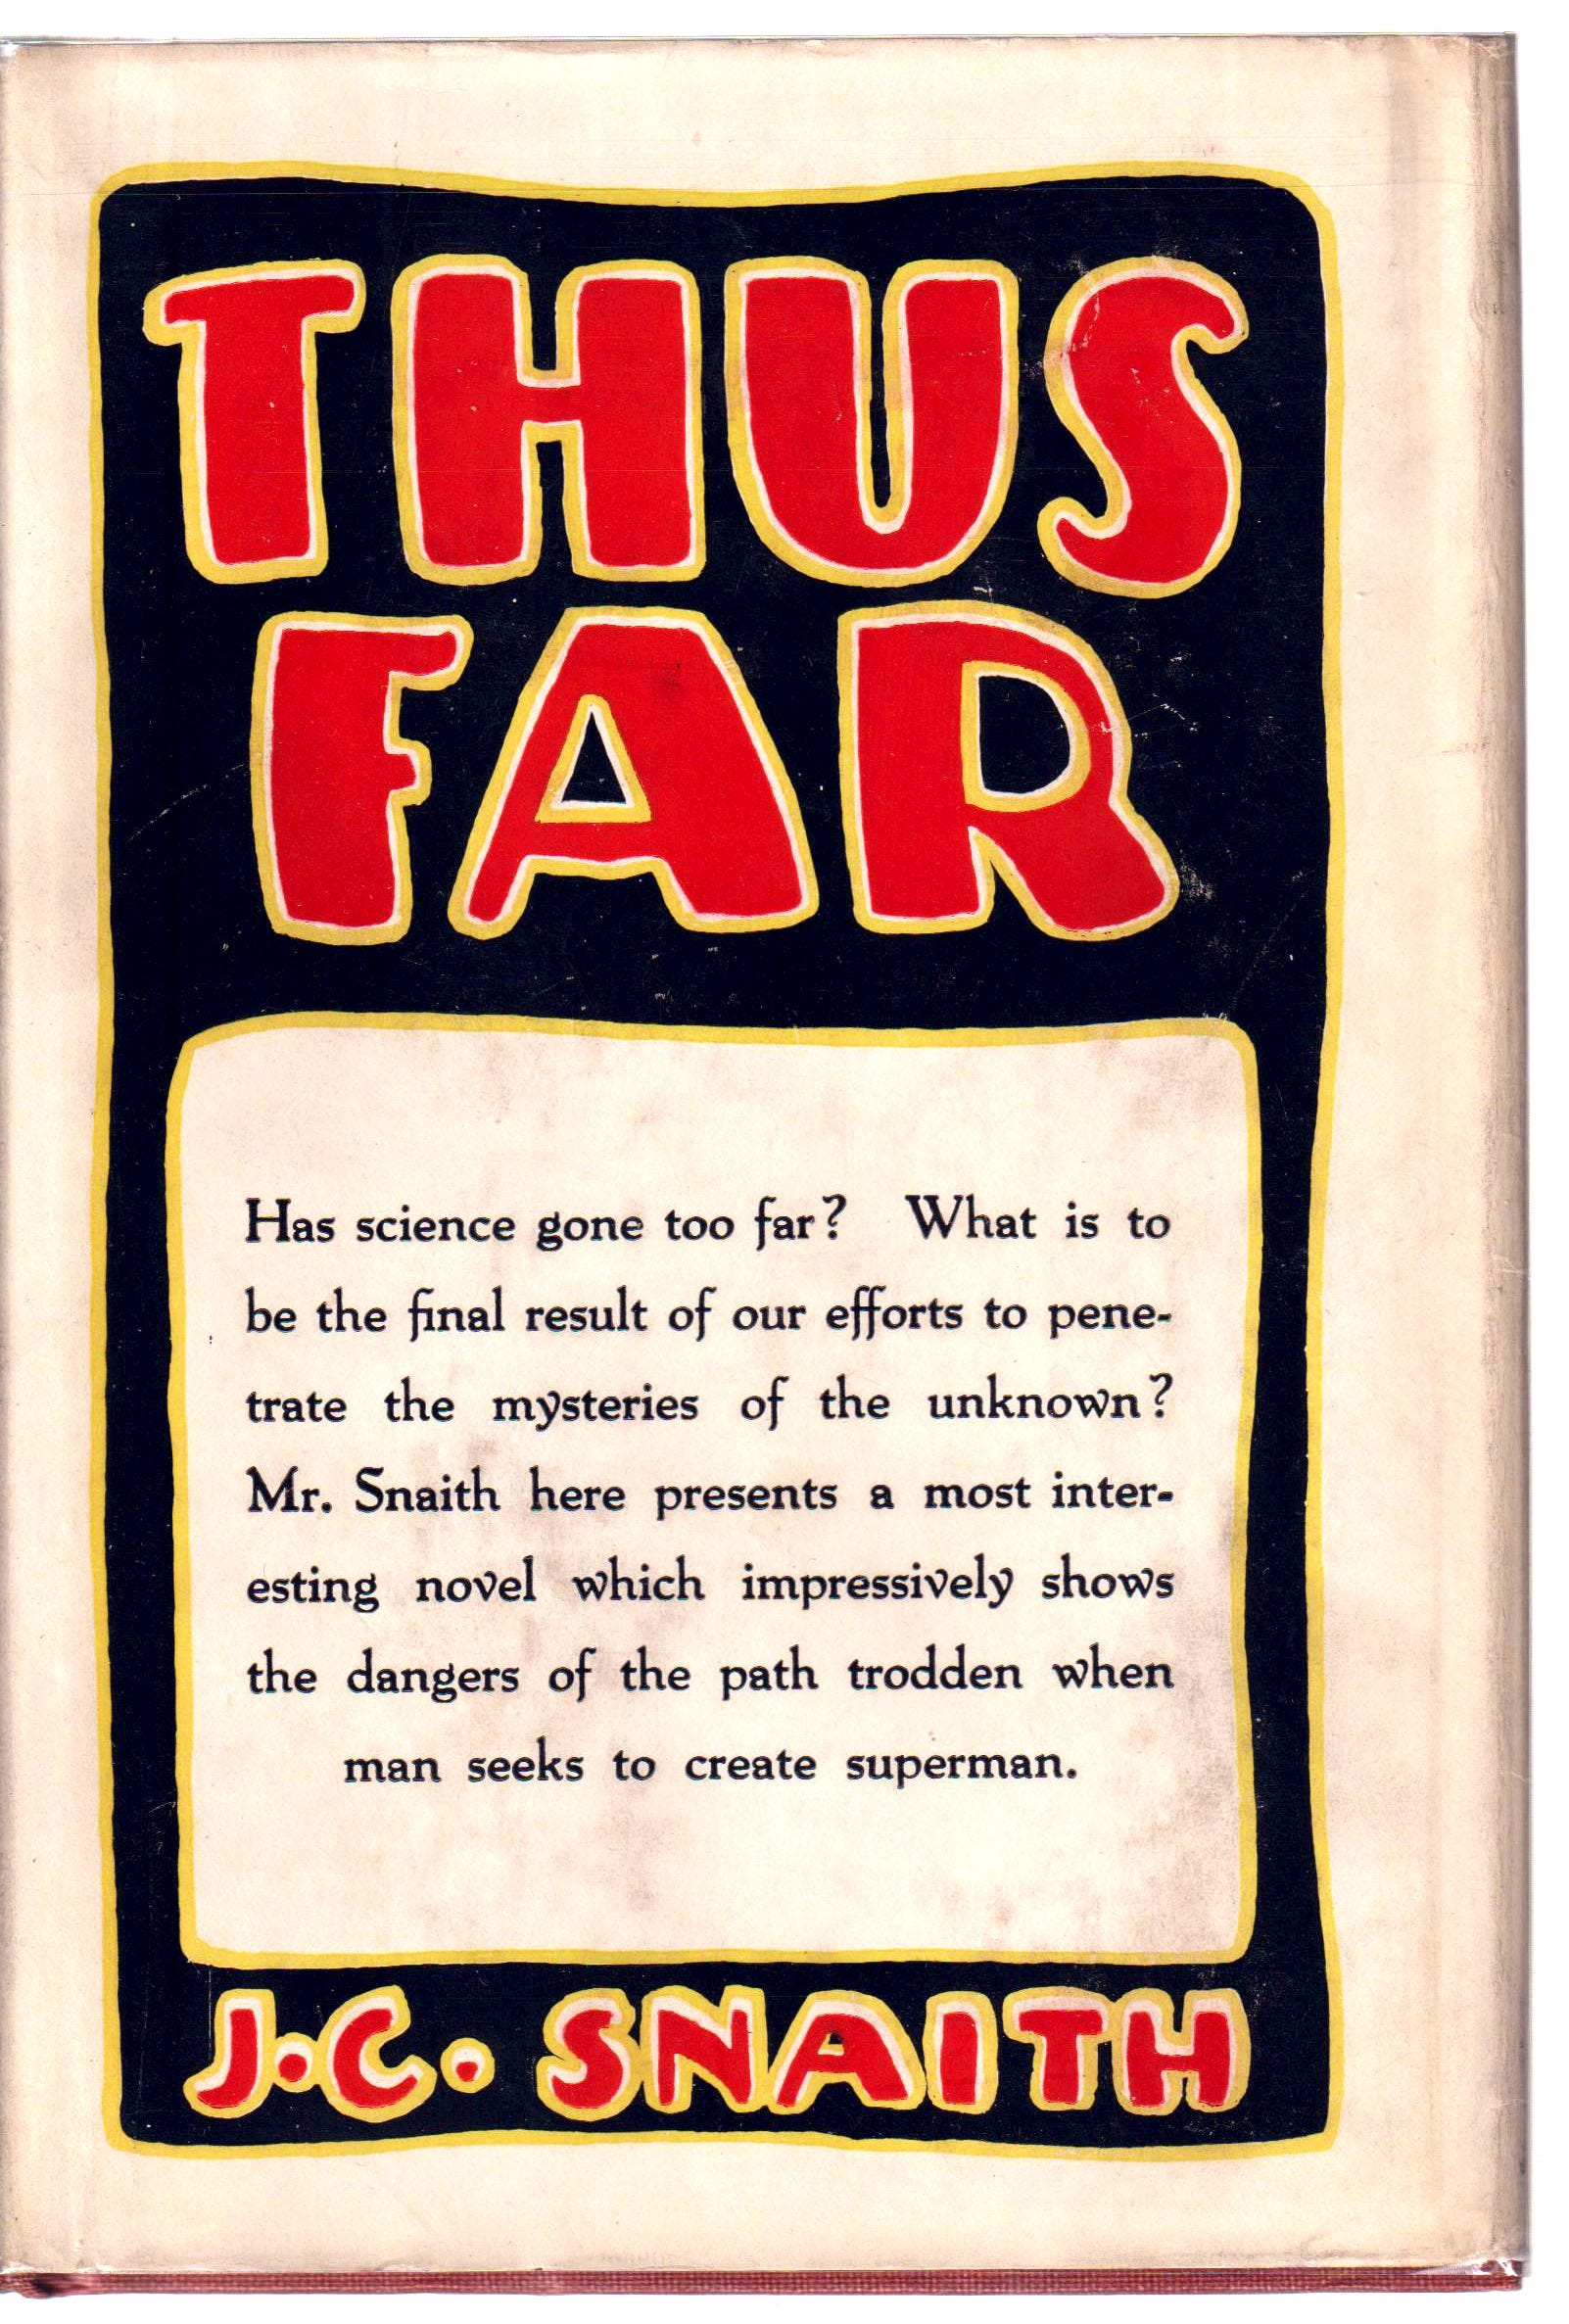 THUS
FAR
Has science gone too far? What is to
be the final result of our efforts to pene-
trate the mysteries of the unknown?
Mr. Snaith here presents a most inter-
esting novel which impressively shows
the dangers of the path trodden when
man seeks to create superman.
J. C. SNAITH